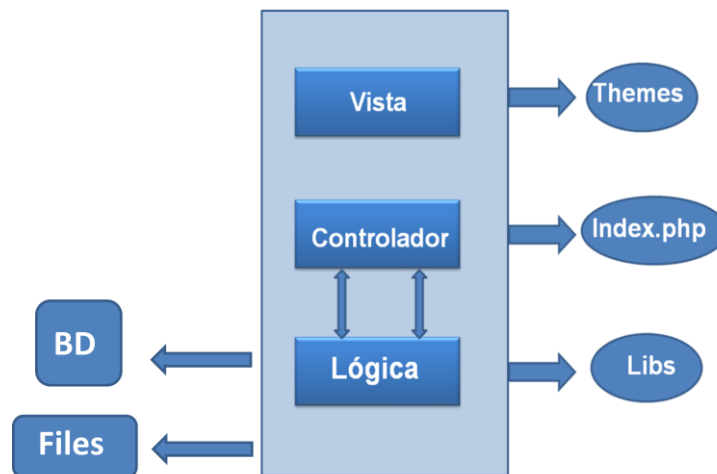 Vista
Themes
Controlador
Index.php
BD
Lógica
Libs
Files